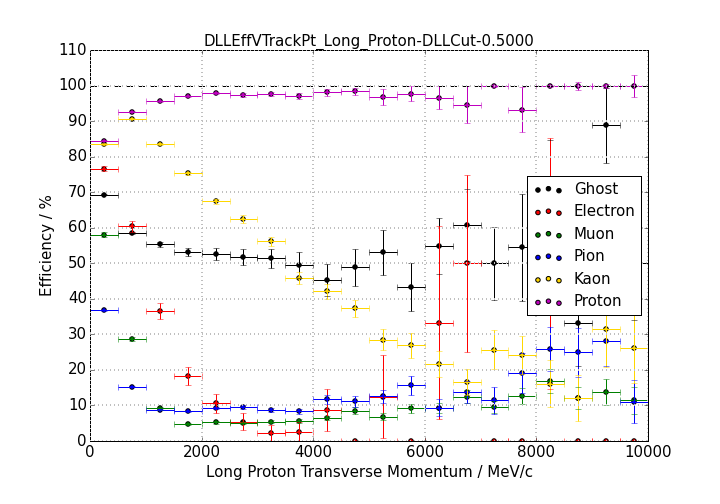 DLLEffVTrackPt_Long_Proton-DLLCut-0.5000
110
100
90
80
70
60
50
40
30
20
10
0
Efficiency / %
Ghost
Electron
Muon
Pion
Kaon
Proton
0 2000 4000 6000 8000 10000
Long Proton Transverse Momentum / MeV/c